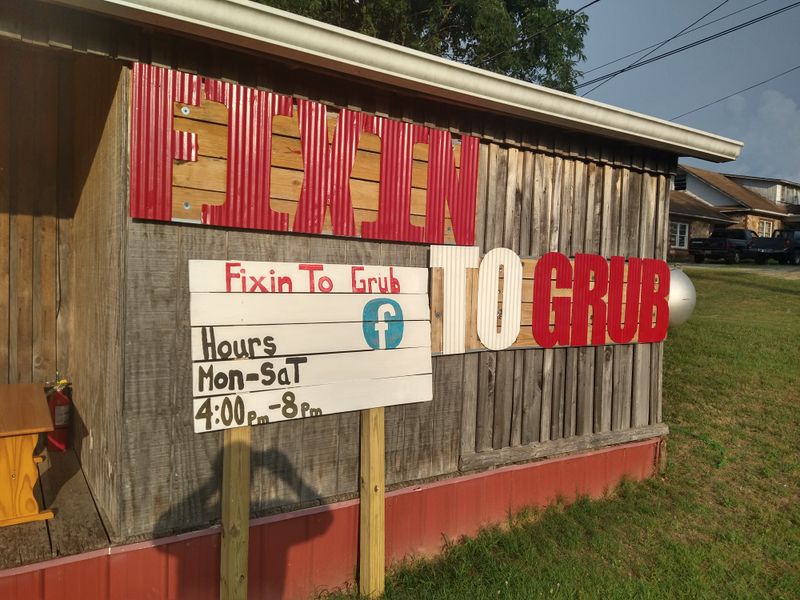 FIXIN
TO GRUB
Fixin To Grub
f
Hours
Mon-SaT
4:00pm-8pm